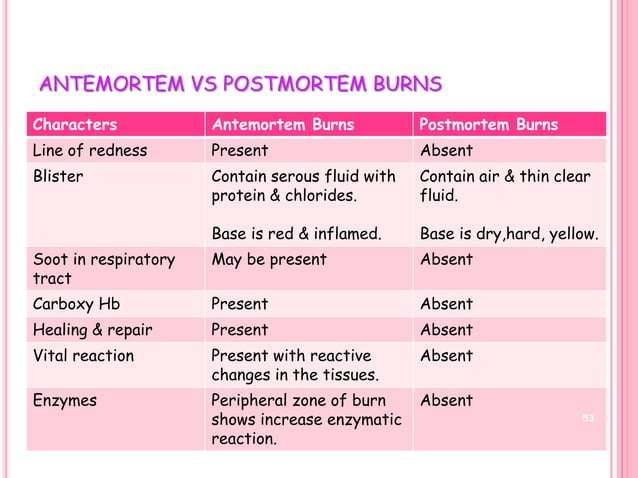 ANTEMORTEM VS POSTMORTEM BURNS
Characters Antemortem Burns Postmortem Burns
Line of redness Present Absent
Blister Contain serous fluid with Contain air & thin clear
protein & chlorides. fluid.
Base is red & inflamed. Base is dry,hard, yellow.
Soot in respiratory May be present Absent
tract
Carboxy Hb Present Absent
Healing & repair Present Absent
Vital reaction Present with reactive Absent
changes in the tissues.
Enzymes Peripheral zone of burn Absent
shows increase enzymatic
reaction.
53